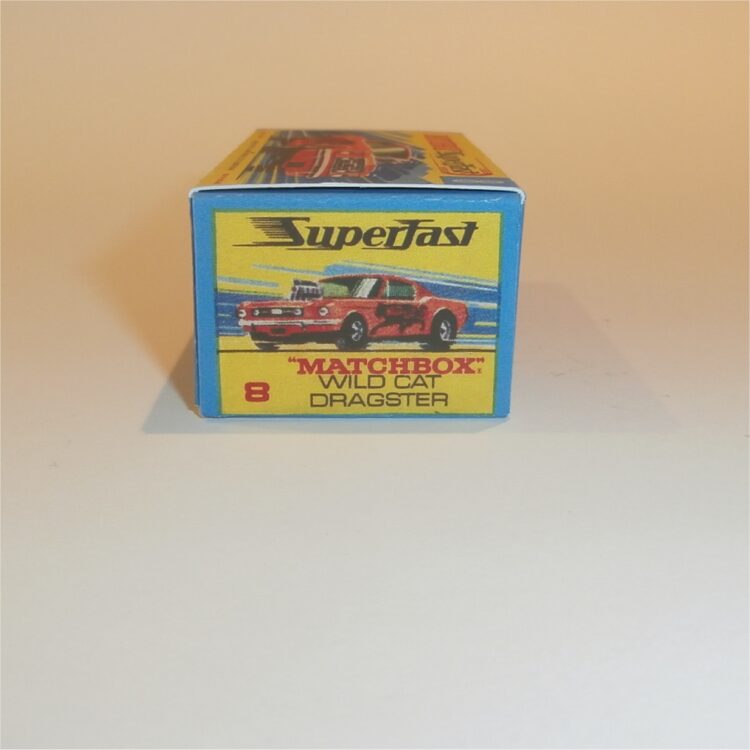 Superfast
"MATCHBOX"
WILD CAT
8
DRAGSTER